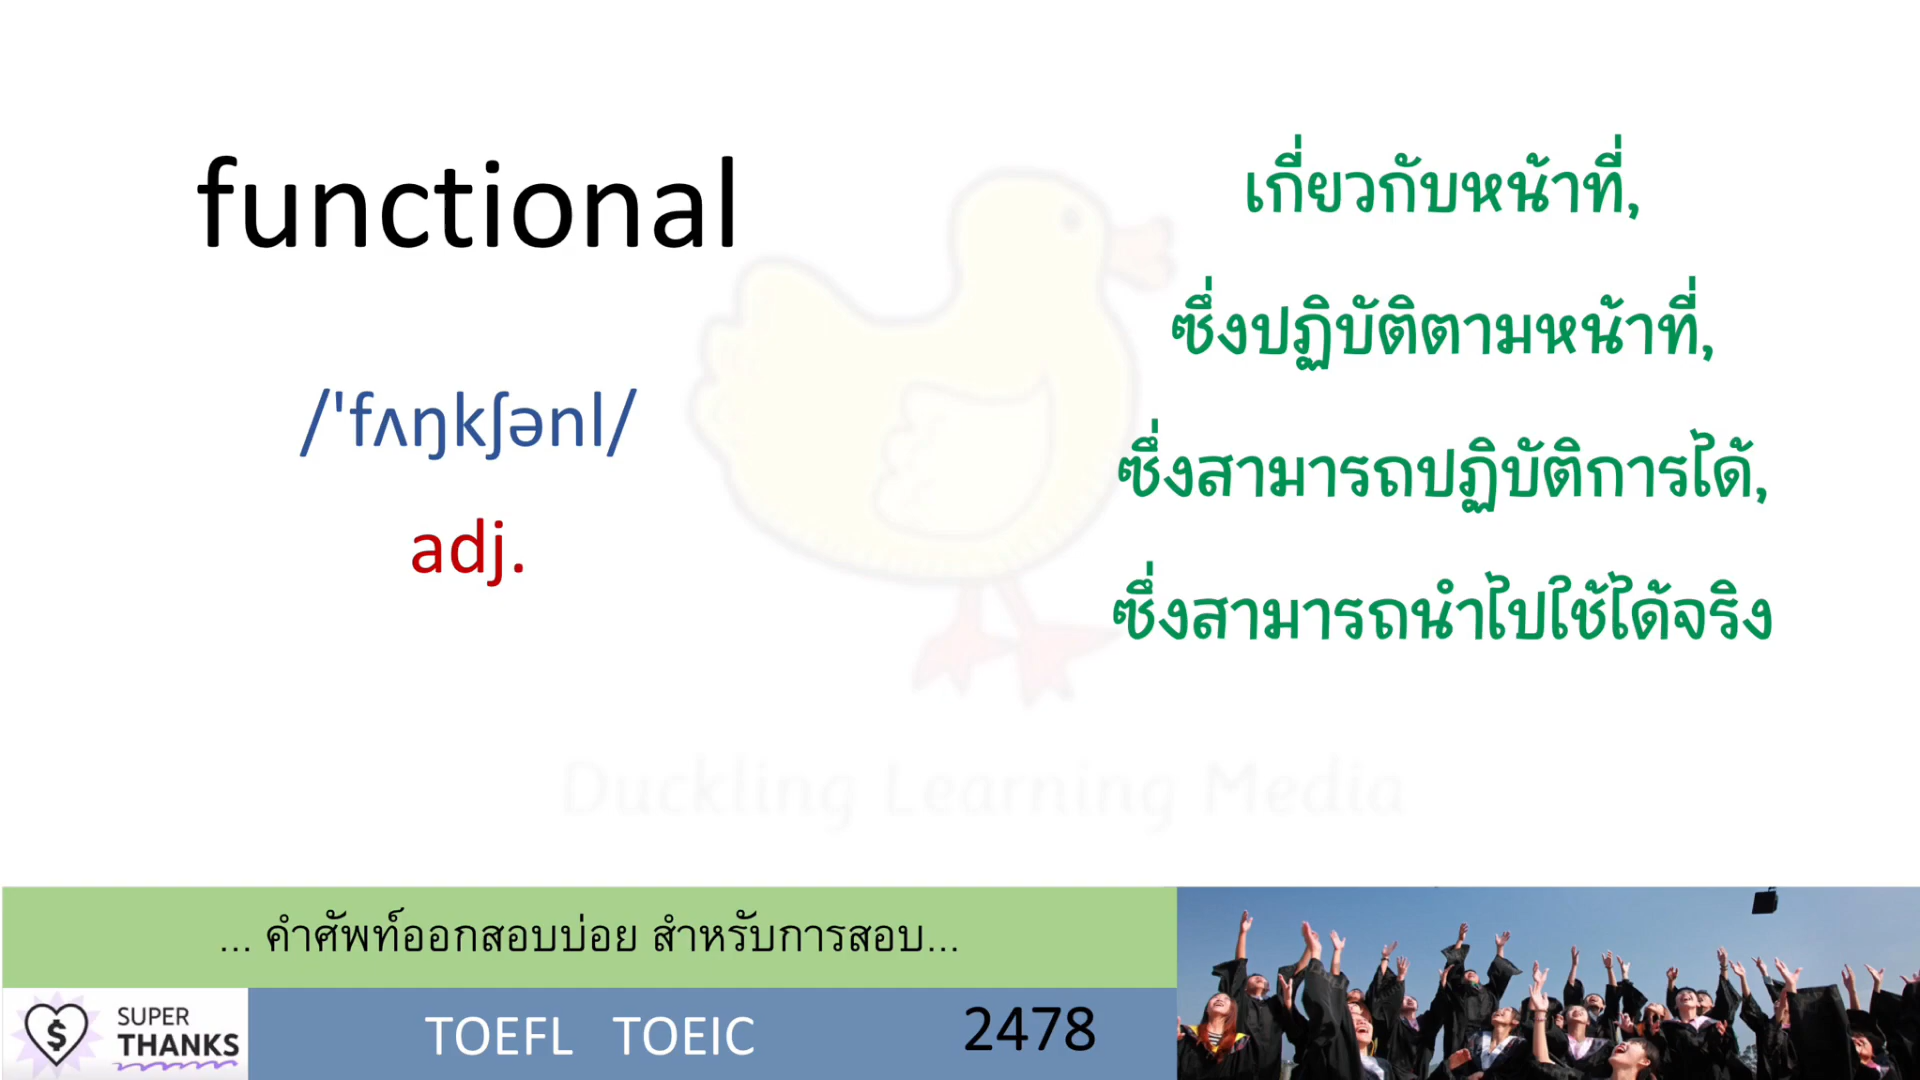 functional
/'fʌŋkʃənl/
adj.
เกี่ยวกับหน้าที่,
ซึ่งปฏิบัติตามหน้าที่,
ซึ่งสามารถปฏิบัติการได้,
ซึ่งสามารถนำไปใช้ได้จริง
Duckling Learning Media
... คำศัพท์ออกสอบบ่อย สำหรับการสอบ...
SUPER
THANKS
$
TOEFL TOEIC
2478